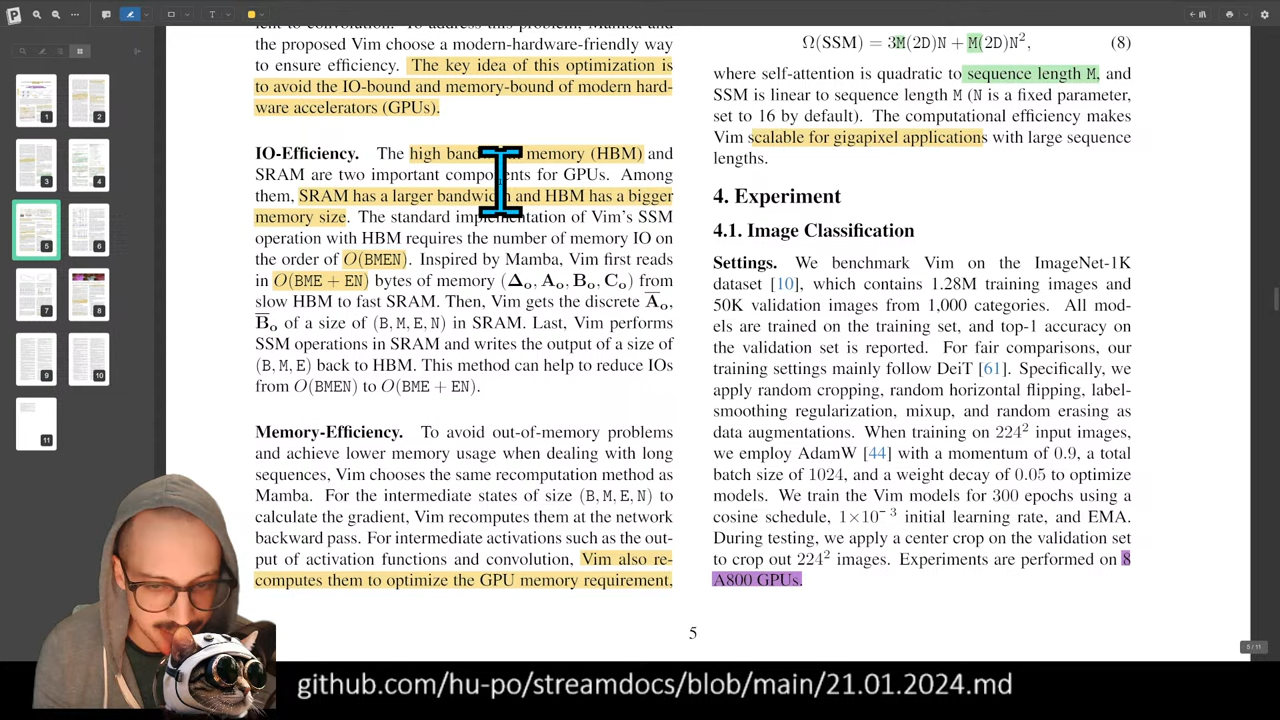 lent to convolution. To address this problem, Mamba and
the proposed Vim choose a modern-hardware-friendly way
to ensure efficiency. The key idea of this optimization is
to avoid the IO-bound and memory-bound of modern hard-
ware accelerators (GPUs).
IO-Efficiency. The high memory (HBM) and
SRAM are two important components for GPUs. Among
them, SRAM has a larger bandwidth and HBM has a bigger
memory size. The standard implementation of Vim's SSM
operation with HBM requires the number of memory IO on
the order of O(BMEN). Inspired by Mamba, Vim first reads
in O(BME + EN) bytes of memory (Δₒ, Aₒ, Bₒ, Cₒ) from
slow HBM to fast SRAM. Then, Vim gets the discrete A̅ₒ,
B̅ₒ of a size of (B, M, E, N) in SRAM. Last, Vim performs
SSM operations in SRAM and writes the output of a size of
(B, M, E) back to HBM. This method can help to reduce IOs
from O(BMEN) to O(BME + EN).
Memory-Efficiency. To avoid out-of-memory problems
and achieve lower memory usage when dealing with long
sequences, Vim chooses the same recomputation method as
Mamba. For the intermediate states of size (B, M, E, N) to
calculate the gradient, Vim recomputes them at the network
backward pass. For intermediate activations such as the out-
put of activation functions and convolution, Vim also re-
computes them to optimize the GPU memory requirement,
Ω(SSM) = 3M(2D)N + M(2D)N², (8)
where self-attention is quadratic to sequence length M, and
SSM is linear to sequence length M (N is a fixed parameter,
set to 16 by default). The computational efficiency makes
Vim scalable for gigapixel applications with large sequence
lengths.
4. Experiment
4.1. Image Classification
Settings. We benchmark Vim on the ImageNet-1K
dataset [10], which contains 1.28M training images and
50K validation images from 1,000 categories. All mod-
els are trained on the training set, and top-1 accuracy on
the validation set is reported. For fair comparisons, our
training settings mainly follow DeiT [61]. Specifically, we
apply random cropping, random horizontal flipping, label-
smoothing regularization, mixup, and random erasing as
data augmentations. When training on 224² input images,
we employ AdamW [44] with a momentum of 0.9, a total
batch size of 1024, and a weight decay of 0.05 to optimize
models. We train the Vim models for 300 epochs using a
cosine schedule, 1×10⁻³ initial learning rate, and EMA.
During testing, we apply a center crop on the validation set
to crop out 224² images. Experiments are performed on 8
A800 GPUs.
5
1
2
3
4
5
6
7
8
9
10
11
5 / 11
github.com/hu-po/streamdocs/blob/main/21.01.2024.md